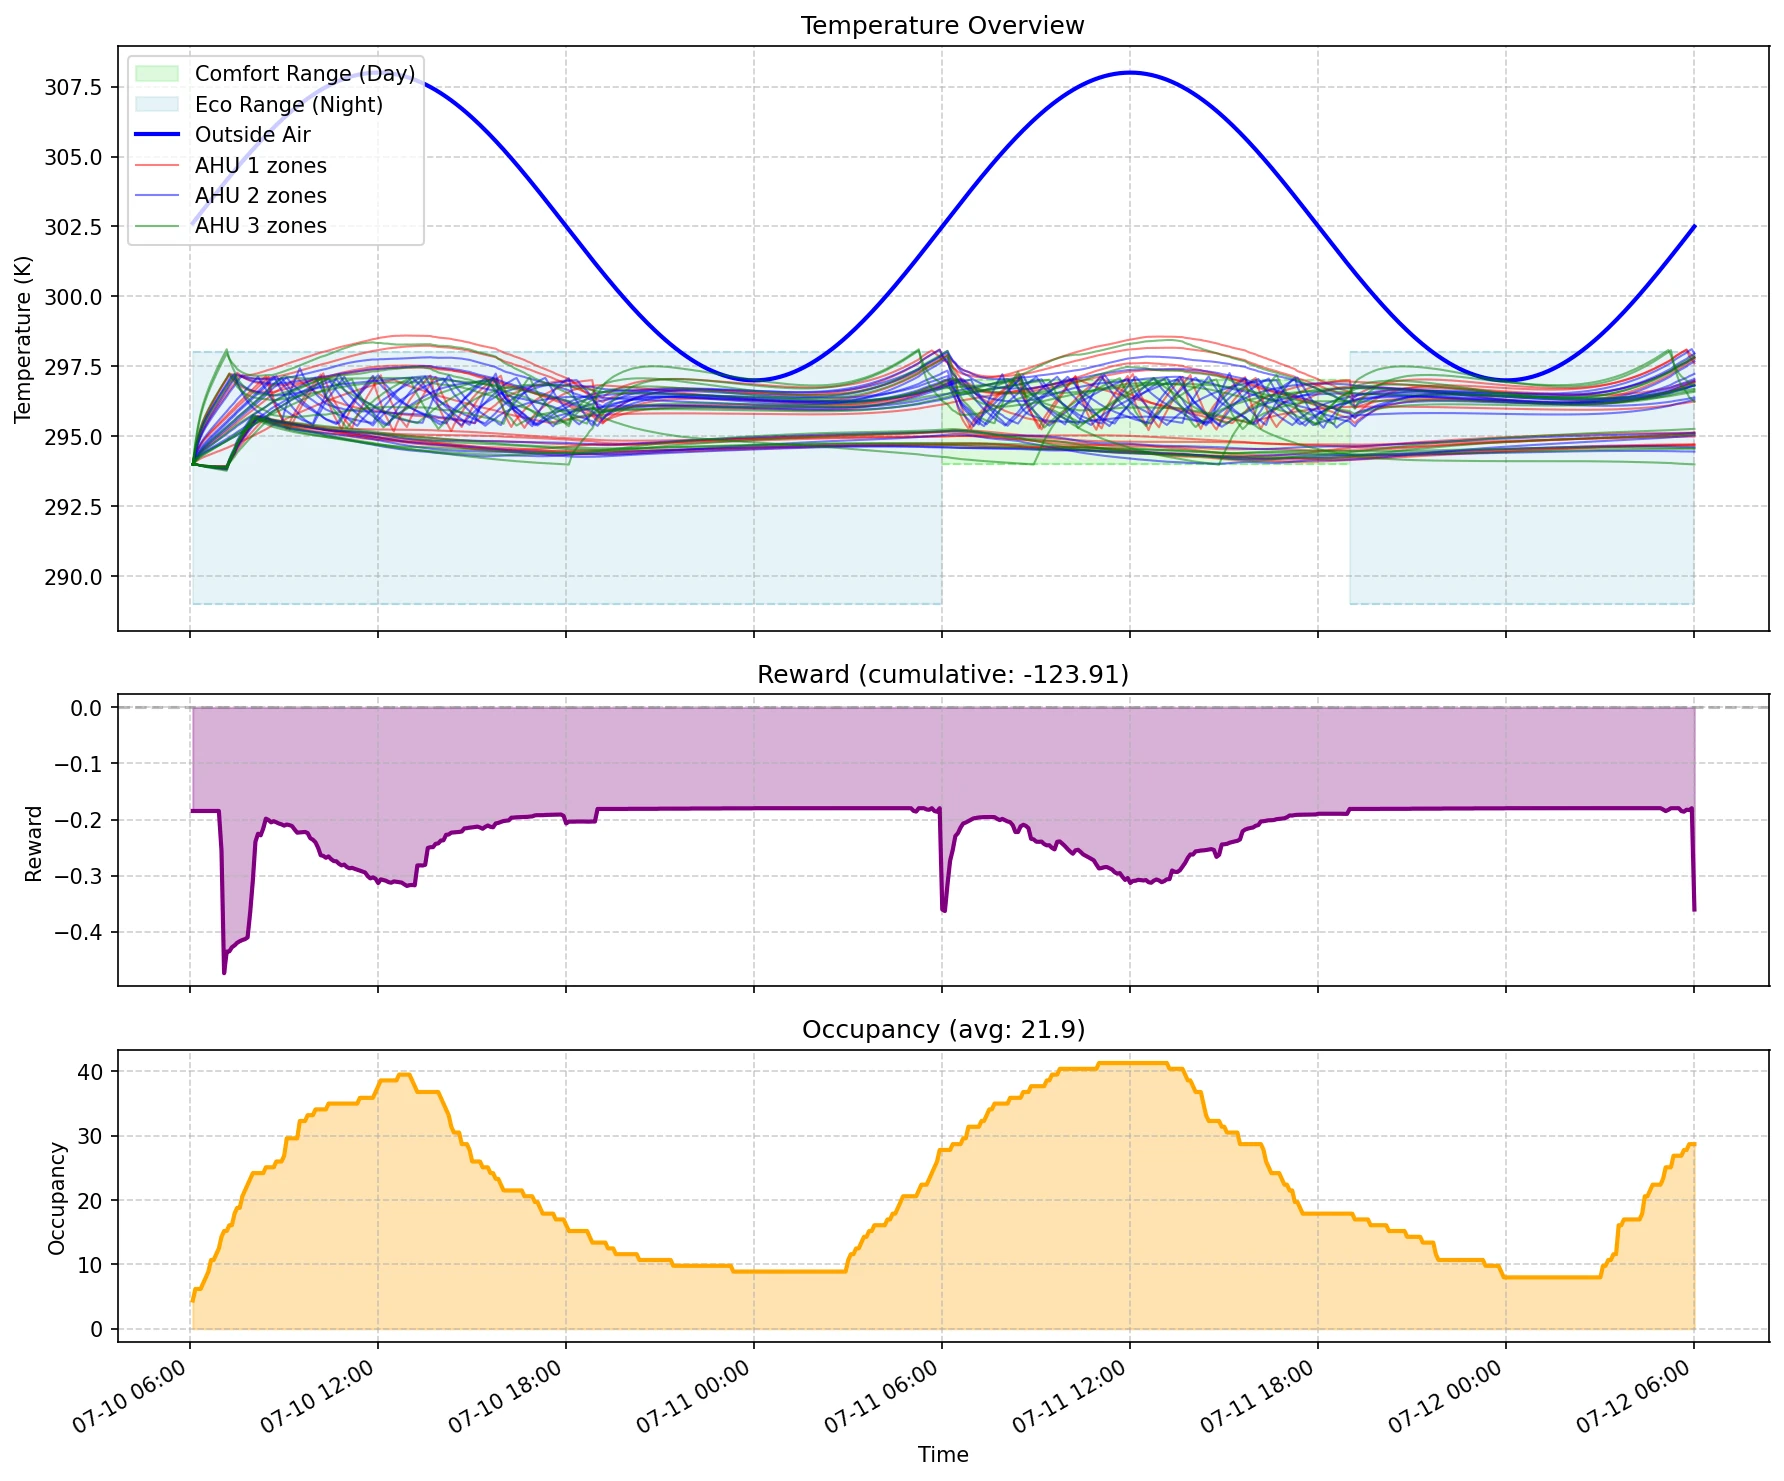 Temperature Overview
Comfort Range (Day)
Eco Range (Night)
Outside Air
AHU 1 zones
AHU 2 zones
AHU 3 zones
Temperature (K)
307.5
305.0
302.5
300.0
297.5
295.0
292.5
290.0
Reward (cumulative: -123.91)
Reward
0.0
−0.1
−0.2
−0.3
−0.4
Occupancy (avg: 21.9)
Occupancy
40
30
20
10
0
07-10 06:00
07-10 12:00
07-10 18:00
07-11 00:00
07-11 06:00
07-11 12:00
07-11 18:00
07-12 00:00
07-12 06:00
Time